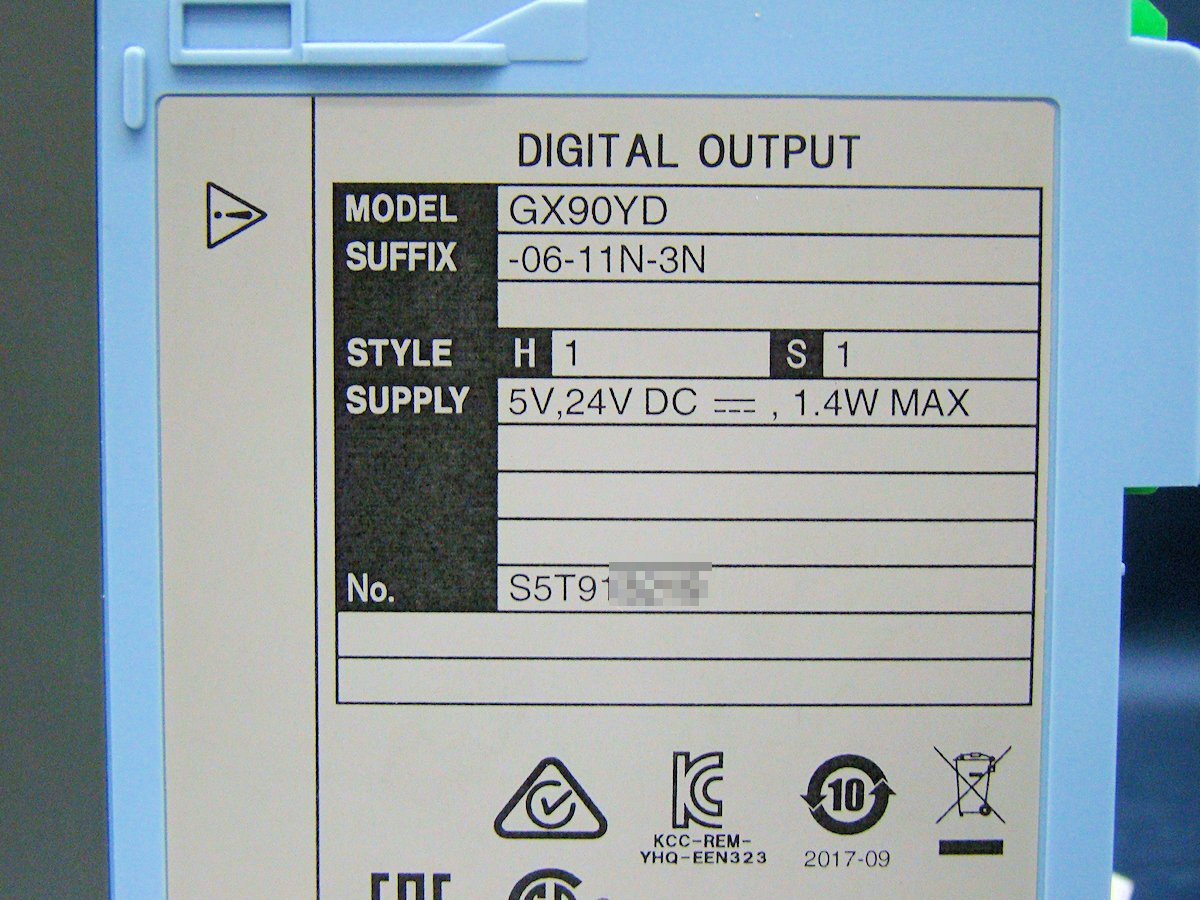 DIGITAL OUTPUT
MODEL GX90YD
SUFFIX -06-11N-3N
STYLE H 1 S 1
SUPPLY 5V,24V DC ⎓ , 1.4W MAX
No. S5T91
KC 10
KCC-REM-
YHQ-EEN323 2017-09